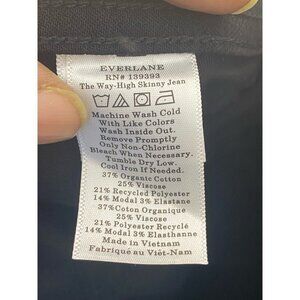 EVERLANE
RN# 139393
The Way-High Skinny Jean
Machine Wash Cold
With Like Colors
Wash Inside Out.
Remove Promptly
Only Non-Chlorine
Bleach When Necessary.
Tumble Dry Low.
Cool Iron If Needed.
37% Organic Cotton
25% Viscose
21% Recycled Polyester
14% Modal 3% Elastane
37%Coton Organique
25% Viscose
21% Polyester Recyclé
14% Modal 3% Elasthanne
Made in Vietnam
Fabriqué au Viêt-Nam